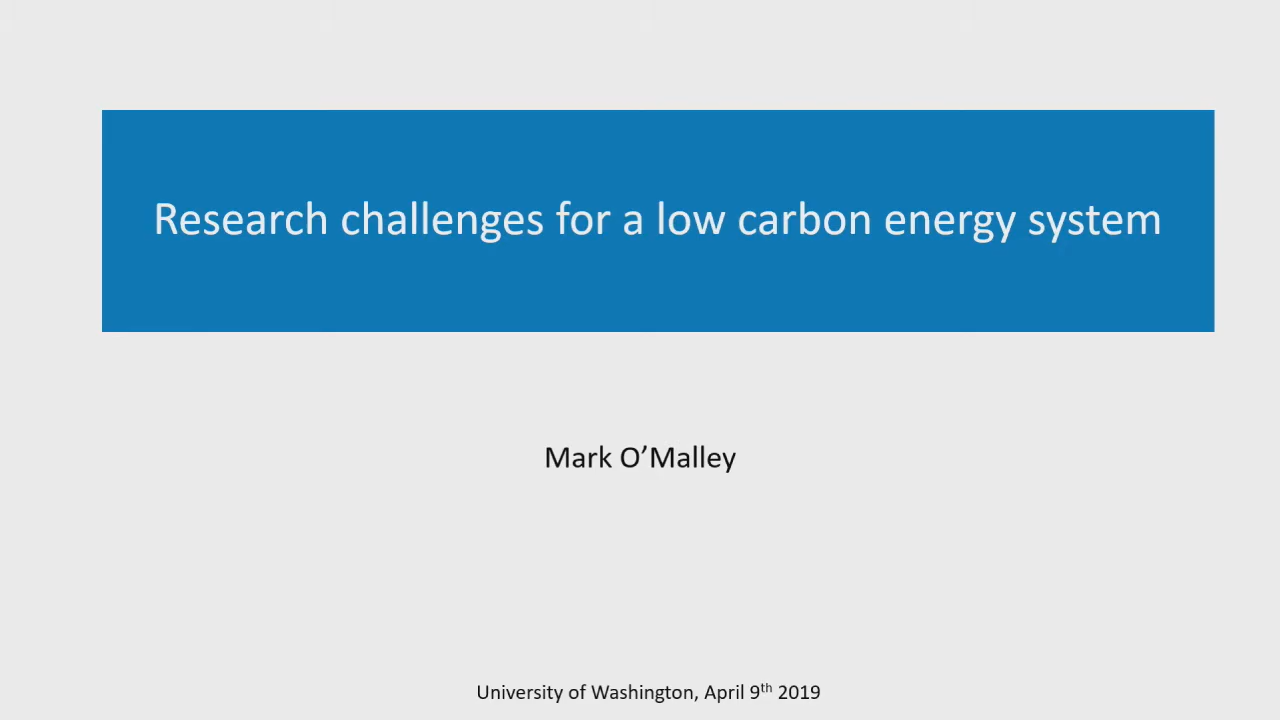 Research challenges for a low carbon energy system
Mark O’Malley
University of Washington, April 9th 2019